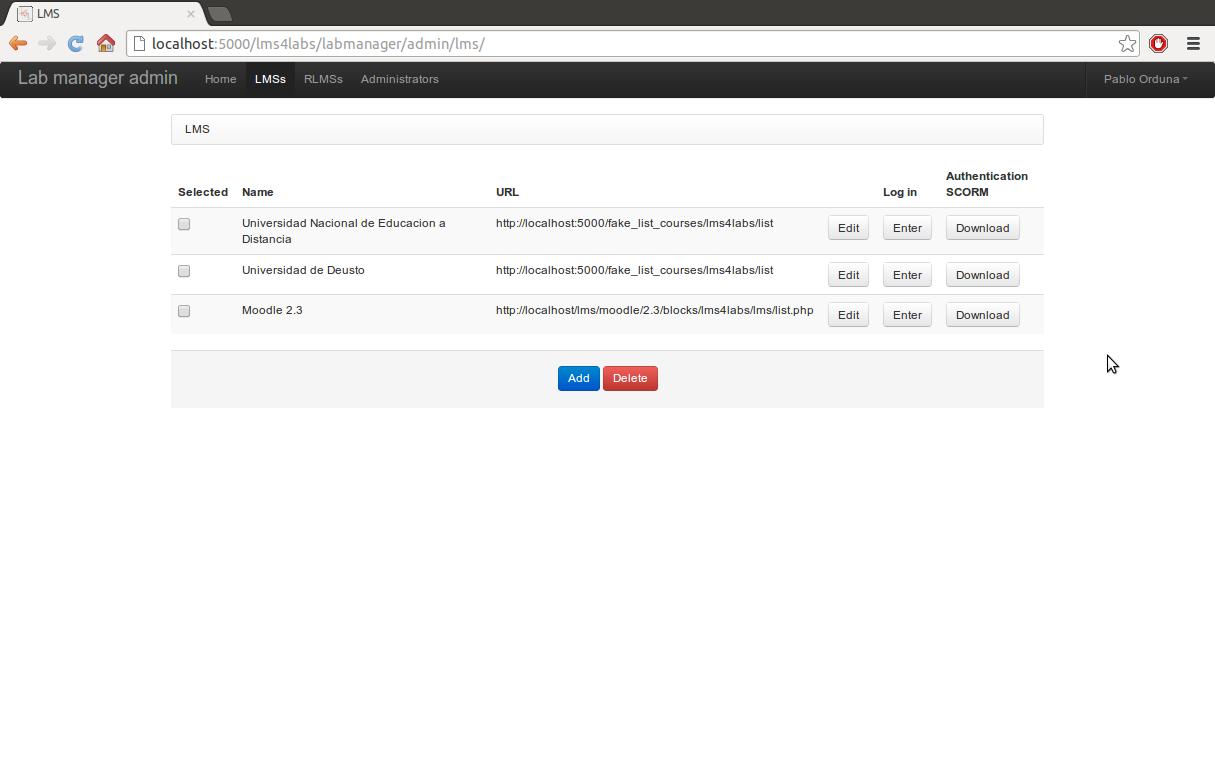 LMS
localhost:5000/lms4labs/labmanager/admin/lms/
Lab manager admin Home LMSs RLMSs Administrators Pablo Orduna
LMS
Selected Name URL Log in Authentication SCORM
Universidad Nacional de Educacion a http://localhost:5000/fake_list_courses/lms4labs/list Edit Enter Download
Distancia
Universidad de Deusto http://localhost:5000/fake_list_courses/lms4labs/list Edit Enter Download
Moodle 2.3 http://localhost/lms/moodle/2.3/blocks/lms4labs/lms/list.php Edit Enter Download
Add Delete